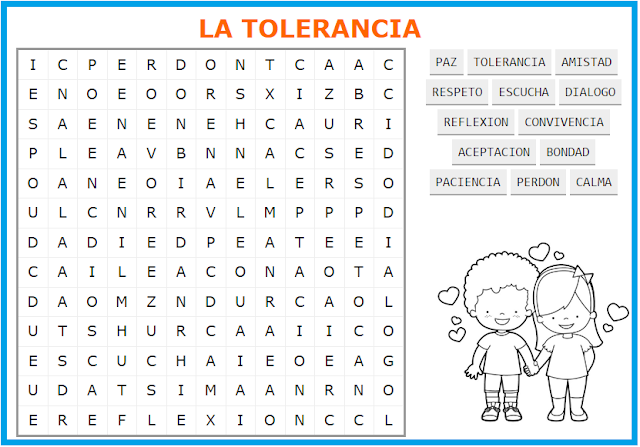 LA TOLERANCIA
I C P E R D O N T C A A C
E N O E O O R S X I Z B C
S A E N E N E H C A U R I
P L E A V B N N A C S E D
O A N E O I A E L E R S O
U L C N R R V L M P P P D
D A D I E D P E A T E E I
C A I L E A C O N A O T A
D A O M Z N D U R C A O L
U T S H U R C A A I I C O
E S C U C H A I E O E A G
U D A T S I M A A N R N O
E R E F L E X I O N C C L
PAZ TOLERANCIA AMISTAD
RESPETO ESCUCHA DIALOGO
REFLEXION CONVIVENCIA
ACEPTACION BONDAD
PACIENCIA PERDON CALMA